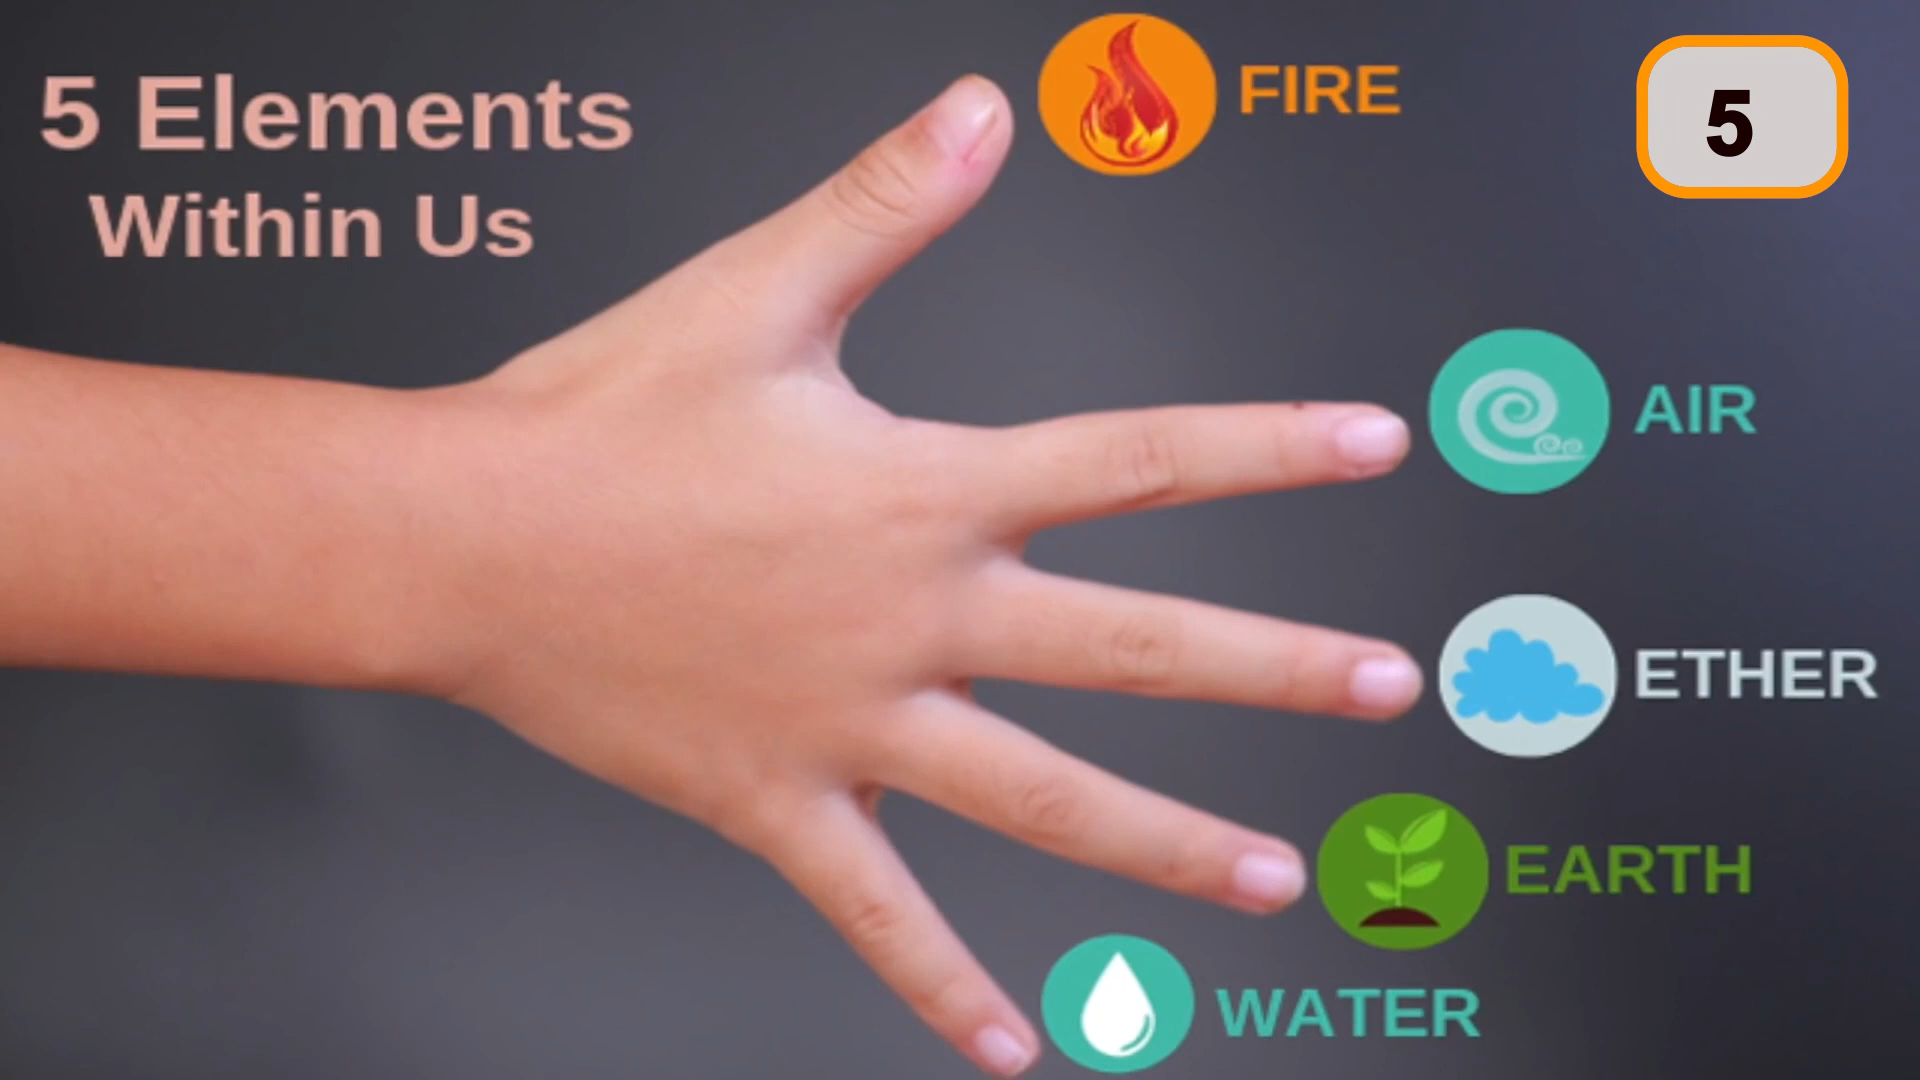 5 Elements
Within Us
FIRE
5
AIR
ETHER
EARTH
WATER